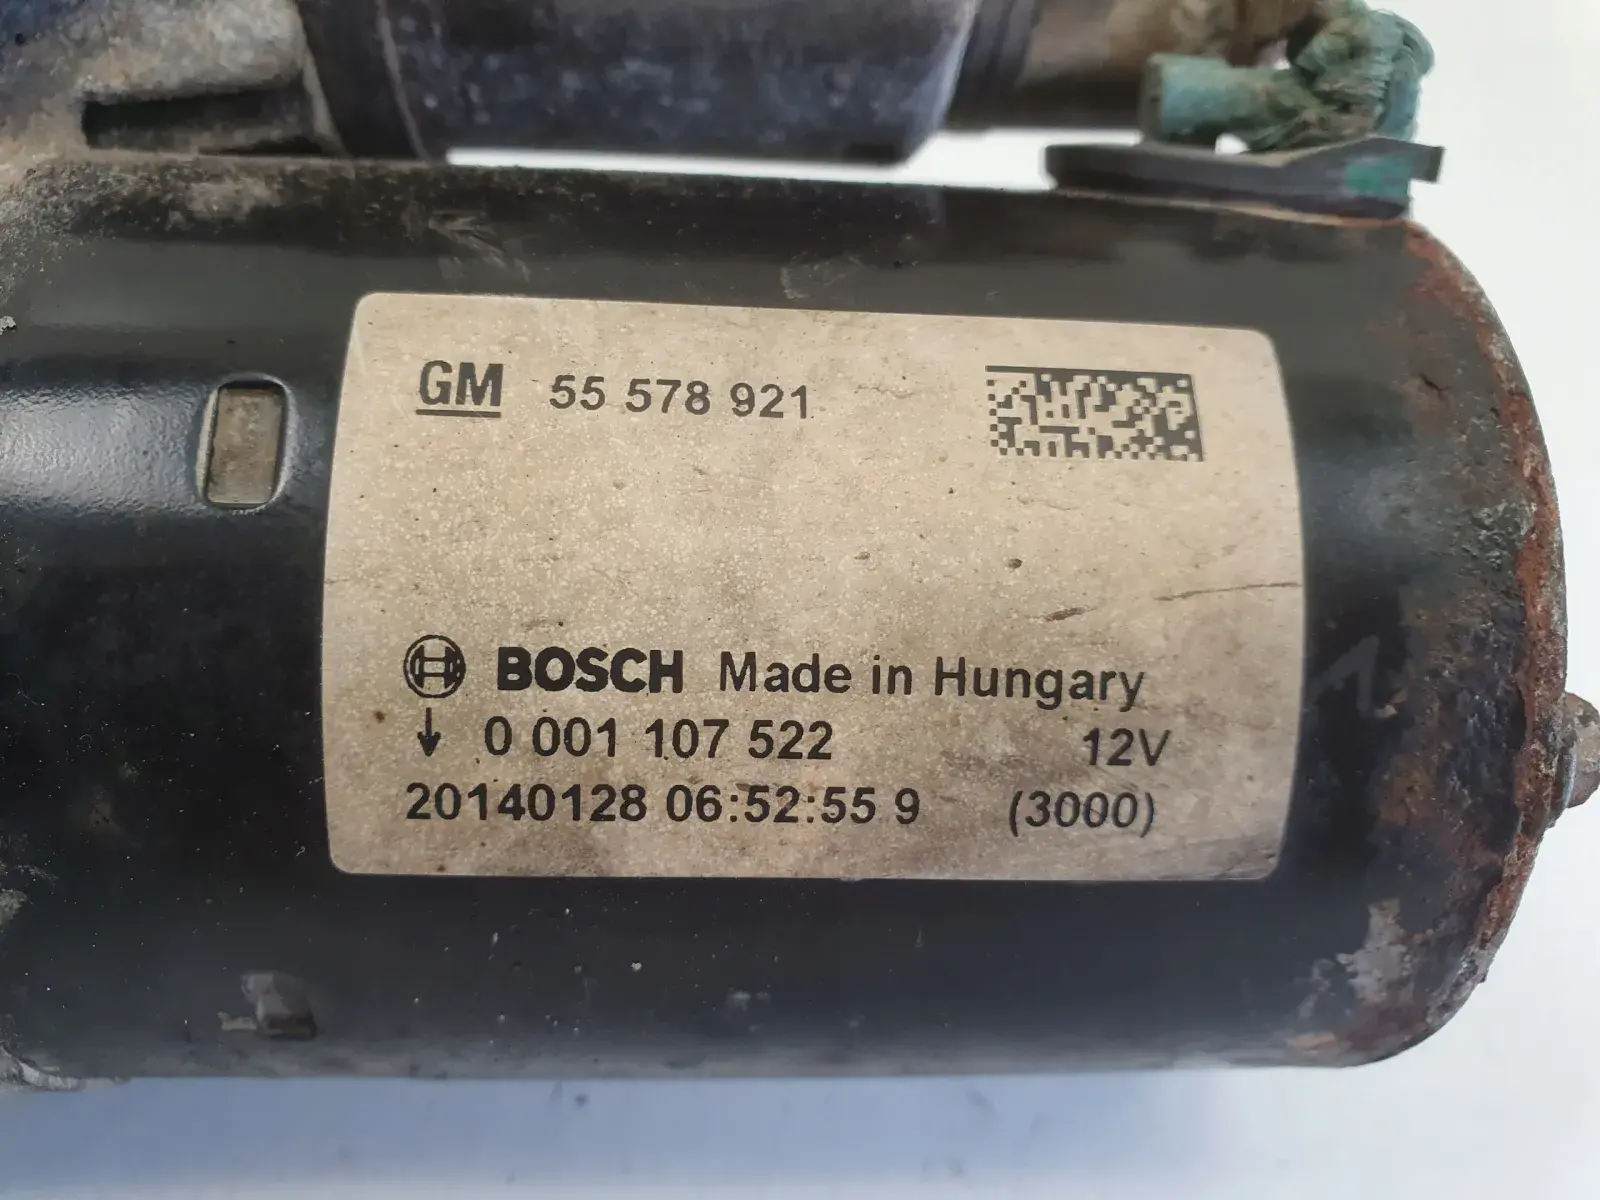 GM 55 578 921
BOSCH Made in Hungary
↓ 0 001 107 522 12V
20140128 06:52:55 9 (3000)